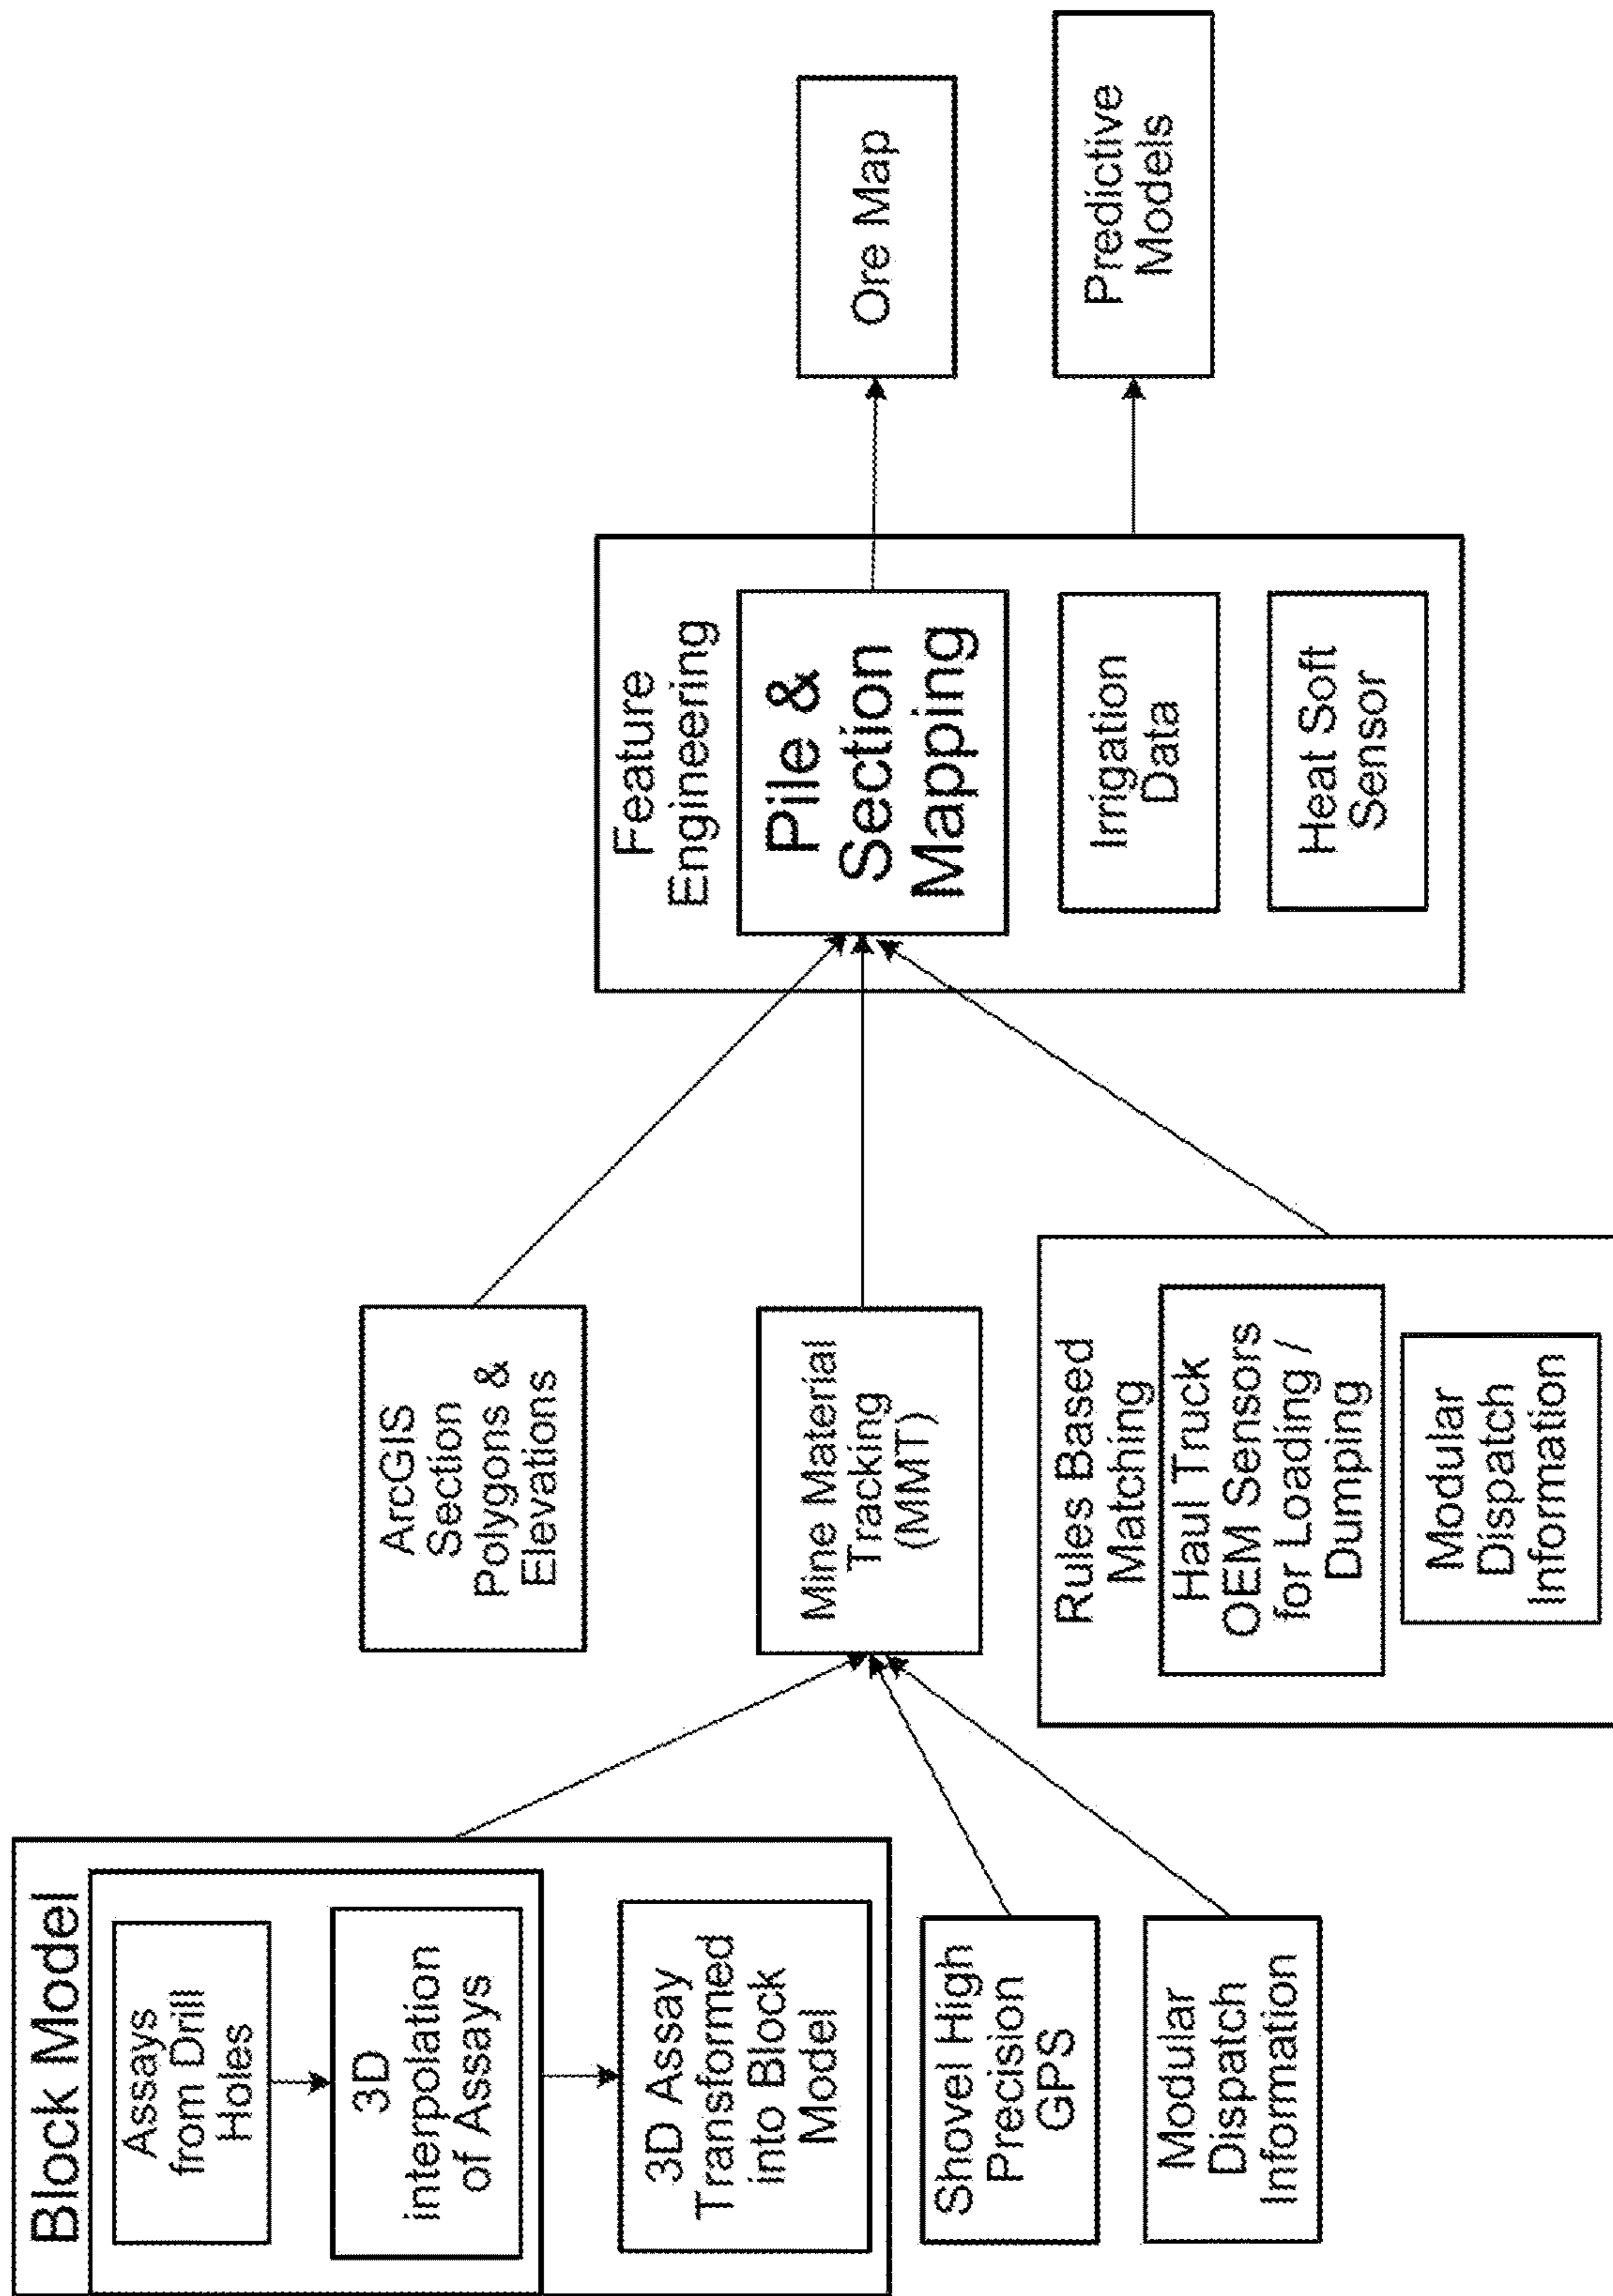 Block Model
Assays
from Drill
Holes
3D
interpolation
of Assays
3D Assay
Transformed
into Block
Model
Shovel High
Precision
GPS
Modular
Dispatch
Information
ArcGIS
Section
Polygons &
Elevations
Mine Material
Tracking
(MMT)
Rules Based
Matching
Haul Truck
OEM Sensors
for Loading /
Dumping
Modular
Dispatch
Information
Feature
Engineering
Pile &
Section
Mapping
Irrigation
Data
Heat Soft
Sensor
Ore Map
Predictive
Models